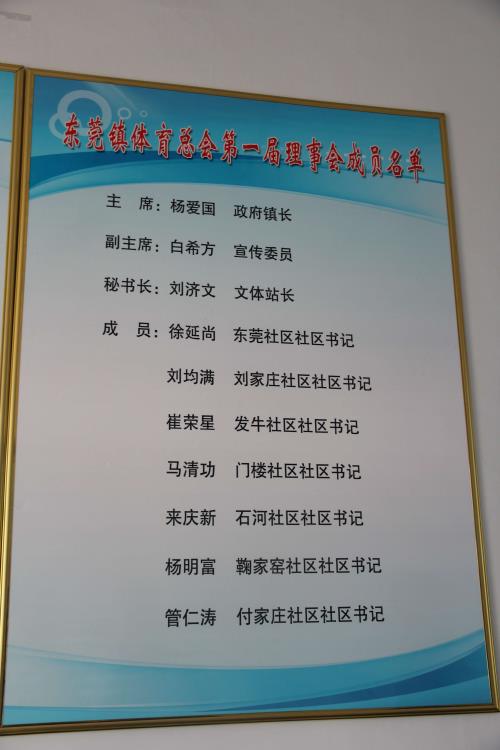 东莞镇体育总会第一届理事会成员名单
主 席：杨爱国 政府镇长
副主席：白希方 宣传委员
秘书长：刘济文 文体站长
成 员：徐延尚 东莞社区社区书记
刘均满 刘家庄社区社区书记
崔荣星 发牛社区社区书记
马清功 门楼社区社区书记
来庆新 石河社区社区书记
杨明富 鞠家窑社区社区书记
管仁涛 付家庄社区社区书记